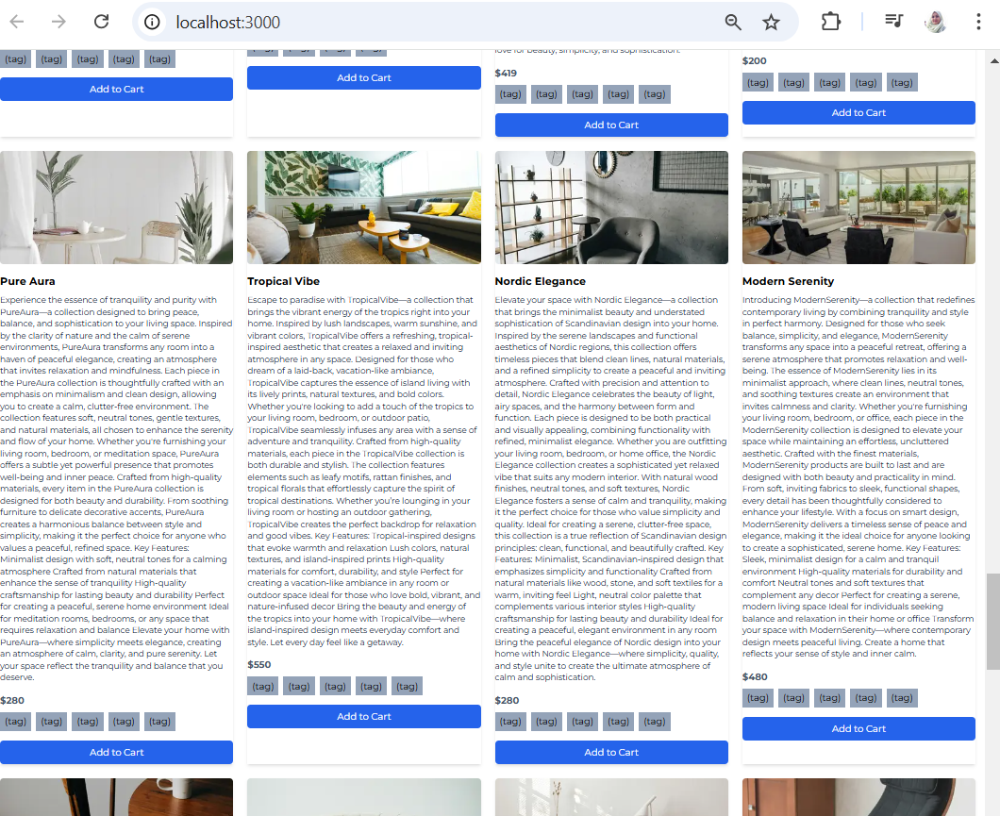 localhost:3000
(tag) (tag) (tag) (tag) (tag)
Add to Cart
Add to Cart
love for beauty, simplicity, and sophistication.
$419
(tag) (tag) (tag) (tag) (tag)
Add to Cart
$200
(tag) (tag) (tag) (tag) (tag)
Add to Cart
Pure Aura
Experience the essence of tranquility and purity with
PureAura—a collection designed to bring peace,
balance, and sophistication to your living space. Inspired
by the clarity of nature and the calm of serene
environments, PureAura transforms any room into a
haven of peaceful elegance, creating an atmosphere
that invites relaxation and mindfulness. Each piece in
the PureAura collection is thoughtfully crafted with an
emphasis on minimalism and clean design, allowing
you to create a calm, clutter-free environment. The
collection features soft, neutral tones, gentle textures,
and natural materials, all chosen to enhance the serenity
and flow of your home. Whether you're furnishing your
living room, bedroom, or meditation space, PureAura
offers a subtle yet powerful presence that promotes
well-being and inner peace. Crafted from high-quality
materials, every item in the PureAura collection is
designed for both beauty and durability. From soothing
furniture to delicate decorative accents, PureAura
creates a harmonious balance between style and
simplicity, making it the perfect choice for anyone who
values a peaceful, refined space. Key Features:
Minimalist design with soft, neutral tones for a calming
atmosphere Crafted from natural materials that
enhance the sense of tranquility High-quality
craftsmanship for lasting beauty and durability Perfect
for creating a peaceful, serene home environment Ideal
for meditation rooms, bedrooms, or any space that
requires relaxation and balance Elevate your home with
PureAura—where simplicity meets elegance, creating
an atmosphere of calm, clarity, and pure serenity. Let
your space reflect the tranquility and balance that you
deserve.
$280
(tag) (tag) (tag) (tag) (tag)
Add to Cart
Tropical Vibe
Escape to paradise with TropicalVibe—a collection that
brings the vibrant energy of the tropics right into your
home. Inspired by lush landscapes, warm sunshine, and
vibrant colors, TropicalVibe offers a refreshing, tropical-
inspired aesthetic that creates a relaxed and inviting
atmosphere in any space. Designed for those who
dream of a laid-back, vacation-like ambiance,
TropicalVibe captures the essence of island living with
its lively prints, natural textures, and bold colors.
Whether you're looking to add a touch of the tropics to
your living room, bedroom, or outdoor patio,
TropicalVibe seamlessly infuses any area with a sense of
adventure and tranquility. Crafted from high-quality
materials, each piece in the TropicalVibe collection is
both durable and stylish. The collection features
elements such as leafy motifs, rattan finishes, and
tropical florals that effortlessly capture the spirit of
tropical destinations. Whether you're lounging in your
living room or hosting an outdoor gathering,
TropicalVibe creates the perfect backdrop for relaxation
and good vibes. Key Features: Tropical-inspired designs
that evoke warmth and relaxation Lush colors, natural
textures, and island-inspired prints High-quality
materials for comfort, durability, and style Perfect for
creating a vacation-like ambiance in any room or
outdoor space Ideal for those who love bold, vibrant, and
nature-infused decor Bring the beauty and energy of
the tropics into your home with TropicalVibe—where
island-inspired design meets everyday comfort and
style. Let every day feel like a getaway.
$550
(tag) (tag) (tag) (tag) (tag)
Add to Cart
Nordic Elegance
Elevate your space with Nordic Elegance—a collection
that brings the minimalist beauty and understated
sophistication of Scandinavian design into your home.
Inspired by the serene landscapes and functional
aesthetics of Nordic regions, this collection offers
timeless pieces that blend clean lines, natural materials,
and a refined simplicity to create a peaceful and inviting
atmosphere. Crafted with precision and attention to
detail, Nordic Elegance celebrates the beauty of light,
airy spaces, and the harmony between form and
function. Each piece is designed to be both practical
and visually appealing, combining functionality with
refined, minimalist elegance. Whether you are outfitting
your living room, bedroom, or home office, the Nordic
Elegance collection creates a sophisticated yet relaxed
vibe that suits any modern interior. With natural wood
finishes, neutral tones, and soft textures, Nordic
Elegance fosters a sense of calm and tranquility, making
it the perfect choice for those who value simplicity and
quality. Ideal for creating a serene, clutter-free space,
this collection is a true reflection of Scandinavian design
principles: clean, functional, and beautifully crafted. Key
Features: Minimalist, Scandinavian-inspired design that
emphasizes simplicity and functionality Crafted from
natural materials like wood, stone, and soft textiles for a
warm, inviting feel Light, neutral color palette that
complements various interior styles High-quality
craftsmanship for lasting beauty and durability Ideal for
creating a peaceful, elegant environment in any room
Bring the peaceful elegance of Nordic design into your
home with Nordic Elegance—where simplicity, quality,
and style unite to create the ultimate atmosphere of
calm and sophistication.
$280
(tag) (tag) (tag) (tag) (tag)
Add to Cart
Modern Serenity
Introducing ModernSerenity—a collection that redefines
contemporary living by combining tranquility and style
in perfect harmony. Designed for those who seek
balance, simplicity, and elegance, ModernSerenity
transforms any space into a peaceful retreat, offering a
serene atmosphere that promotes relaxation and well-
being. The essence of ModernSerenity lies in its
minimalist approach, where clean lines, neutral tones,
and soothing textures create an environment that
invites calmness and clarity. Whether you're furnishing
your living room, bedroom, or office, each piece in the
ModernSerenity collection is designed to elevate your
space while maintaining an effortless, uncluttered
aesthetic. Crafted with the finest materials,
ModernSerenity products are built to last and are
designed with both beauty and practicality in mind.
From soft, inviting fabrics to sleek, functional shapes,
every detail has been thoughtfully considered to
enhance your lifestyle. With a focus on smart design,
ModernSerenity delivers a timeless sense of peace and
elegance, making it the ideal choice for anyone looking
to create a sophisticated, serene home. Key Features:
Sleek, minimalist design for a calm and tranquil
environment High-quality materials for durability and
comfort Neutral tones and soft textures that
complement any decor Perfect for creating a serene,
modern living space Ideal for individuals seeking
balance and relaxation in their home or office Transform
your space with ModernSerenity—where contemporary
design meets peaceful living. Create a home that
reflects your sense of style and inner calm.
$480
(tag) (tag) (tag) (tag) (tag)
Add to Cart